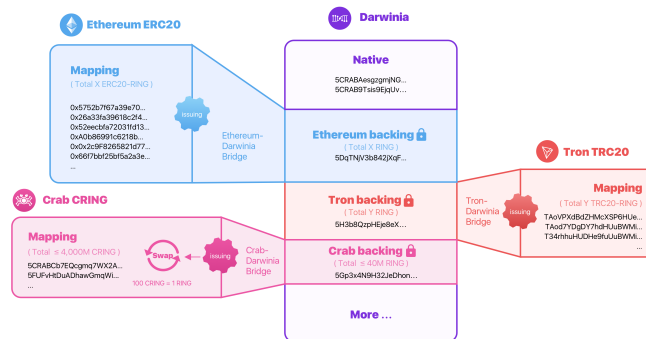 Ethereum ERC20
Darwinia
Mapping
( Total X ERC20-RING )
0x5752b7f67a39e70...
0x26a33fa39618c2f4...
0x52eecbfa72031fd13...
0xA0b86991c6218b...
0x0x2c9F8265821d77...
0x66f7bbf25bf5a2a3e...
...
Issuing
Ethereum-
Darwinia
Bridge
Native
5CRABAesgzgmjNG...
5CRAB9Tsis9EjqUv...
Ethereum backing
( Total X RING )
5DqTNjV3b842jXqF...
Tron TRC20
Tron backing
( Total Y RING )
5H3b8QzpHEje8eX...
Tron-
Darwinia
Bridge
Issuing
Mapping
( Total Y TRC20-RING )
TAoVPXdBdZHMcXSP6HUe...
TAod7YDgDY7hdHUuBWMi...
T34rhhuHUDHe9fuUuBWMi...
...
Crab CRING
Mapping
(Total ≤ 4,000M CRING )
5CRABCb7EQcgmq7WX2A...
5FUFvHtDuADhawGmqWi...
...
Swap
100 CRING = 1 RING
Issuing
Crab-
Darwinia
Bridge
Crab backing
( Total ≤ 40M RING )
5Gp3x4N9H32JeDhon...
More ...